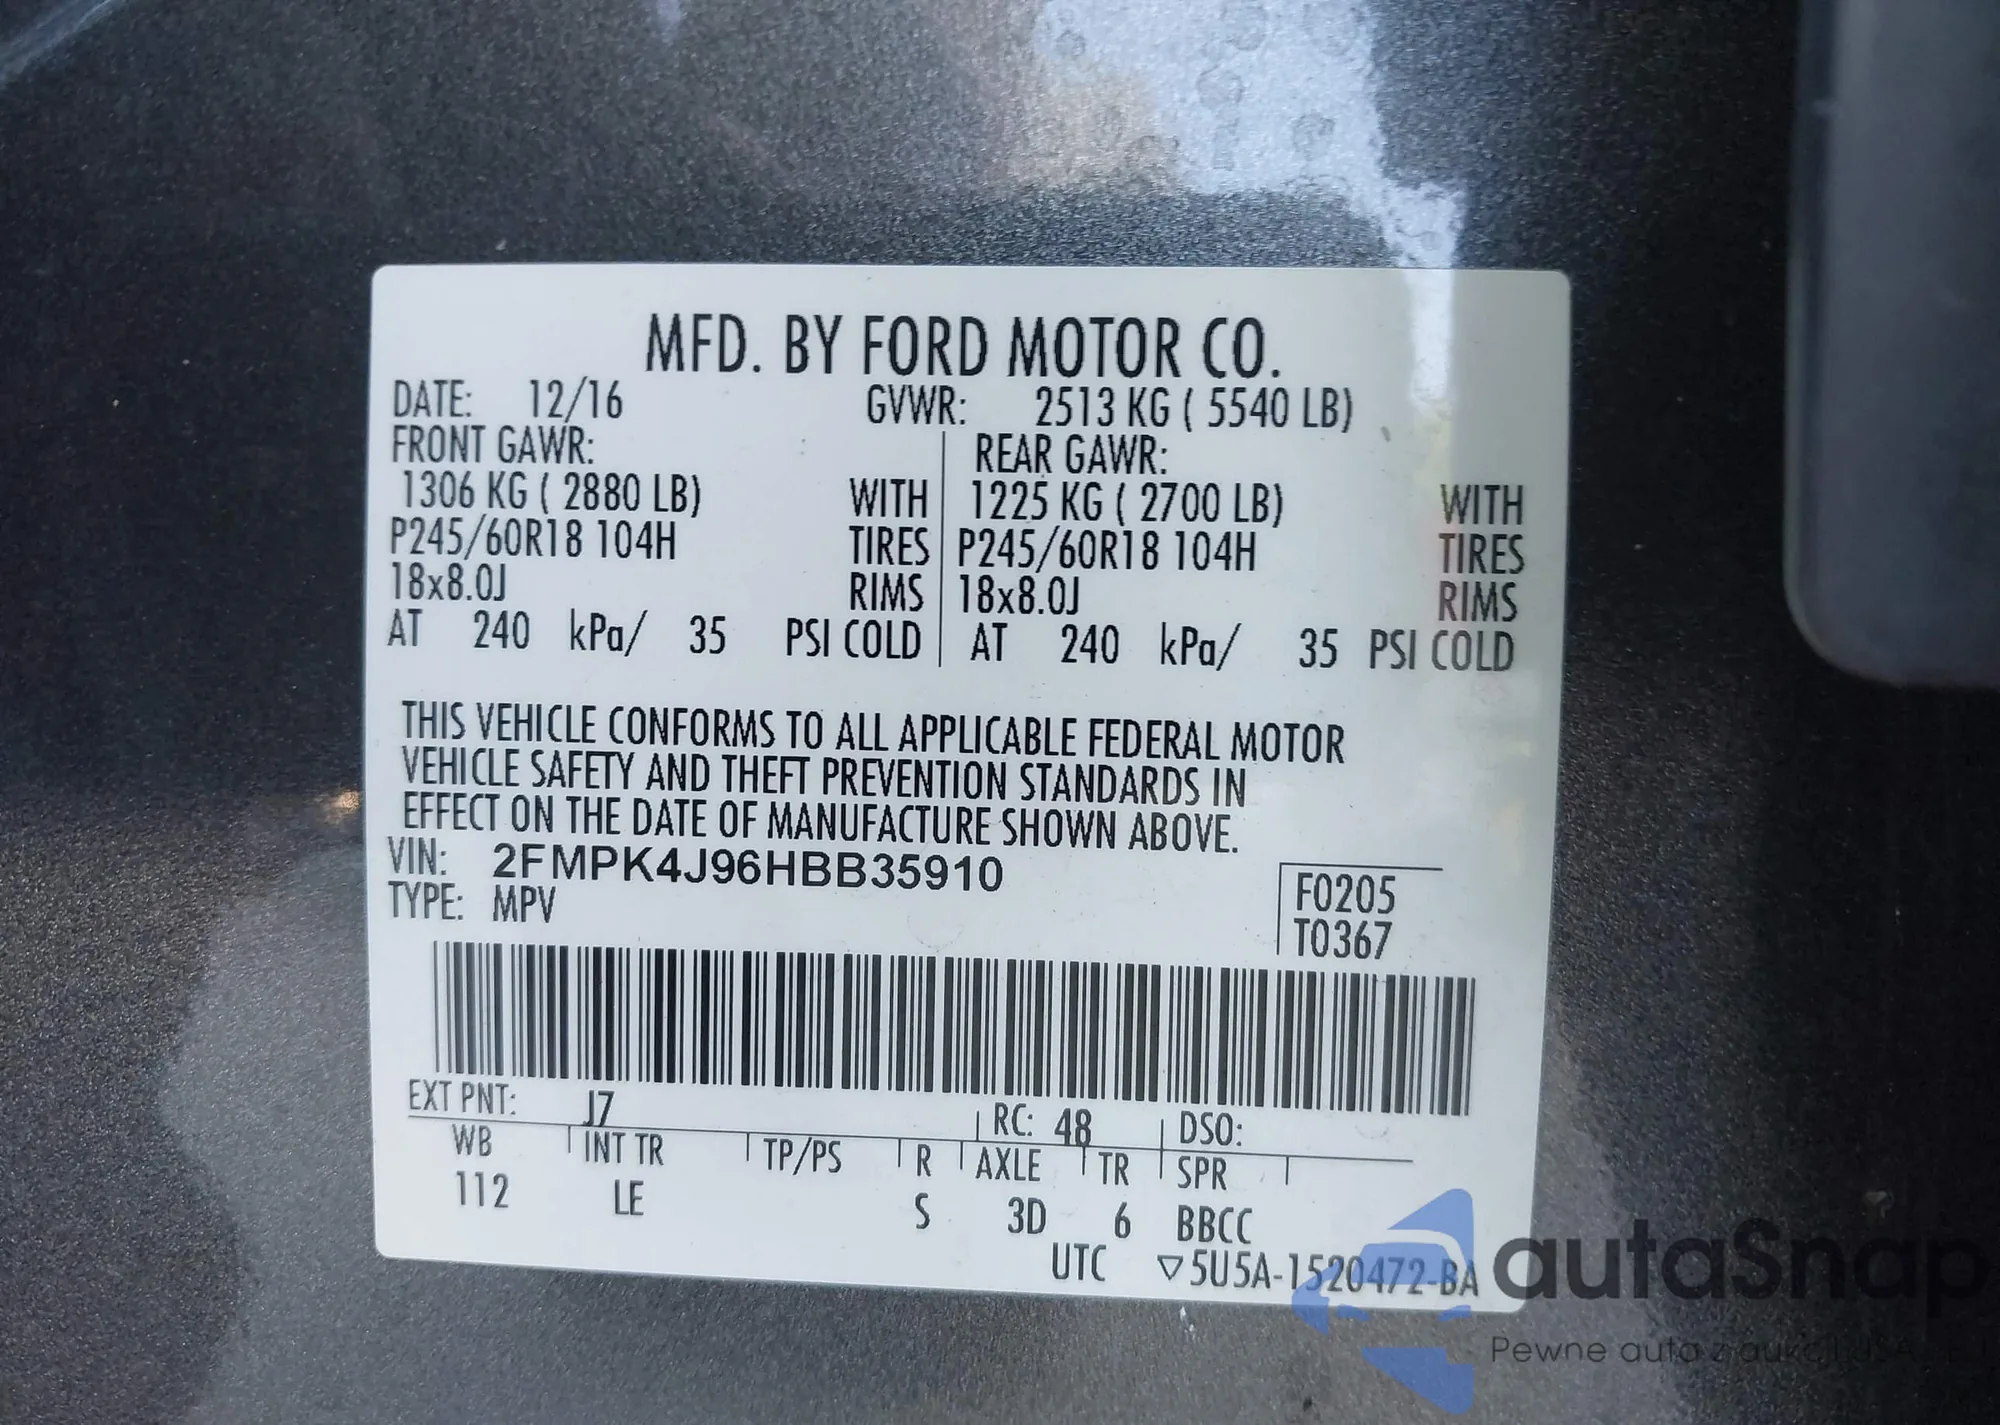 MFD. BY FORD MOTOR CO.
DATE: 12/16 GVWR: 2513 KG ( 5540 LB)
FRONT GAWR: REAR GAWR:
1306 KG ( 2880 LB) WITH 1225 KG ( 2700 LB) WITH
P245/60R18 104H TIRES P245/60R18 104H TIRES
18x8.0J RIMS 18x8.0J RIMS
AT 240 kPa/ 35 PSI COLD AT 240 kPa/ 35 PSI COLD
THIS VEHICLE CONFORMS TO ALL APPLICABLE FEDERAL MOTOR
VEHICLE SAFETY AND THEFT PREVENTION STANDARDS IN
EFFECT ON THE DATE OF MANUFACTURE SHOWN ABOVE.
VIN: 2FMPK4J96HBB35910
TYPE: MPV
F0205
T0367
EXT PNT: J7 RC: 48 DSO:
WB INT TR TP/PS R AXLE TR SPR
112 LE S 3D 6 BBCC
UTC ▽5U5A-1520472-BA
autaSnap
Pewne auta z aukcji USA